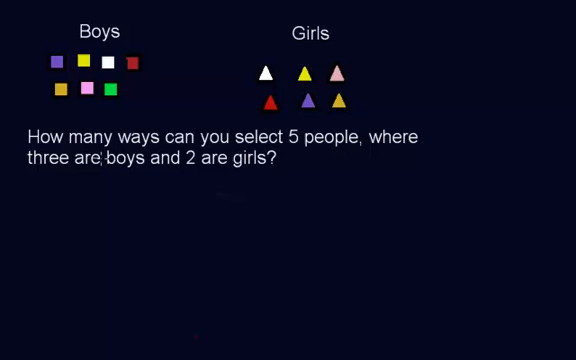 Boys
Girls
How many ways can you select 5 people, where
three are boys and 2 are girls?